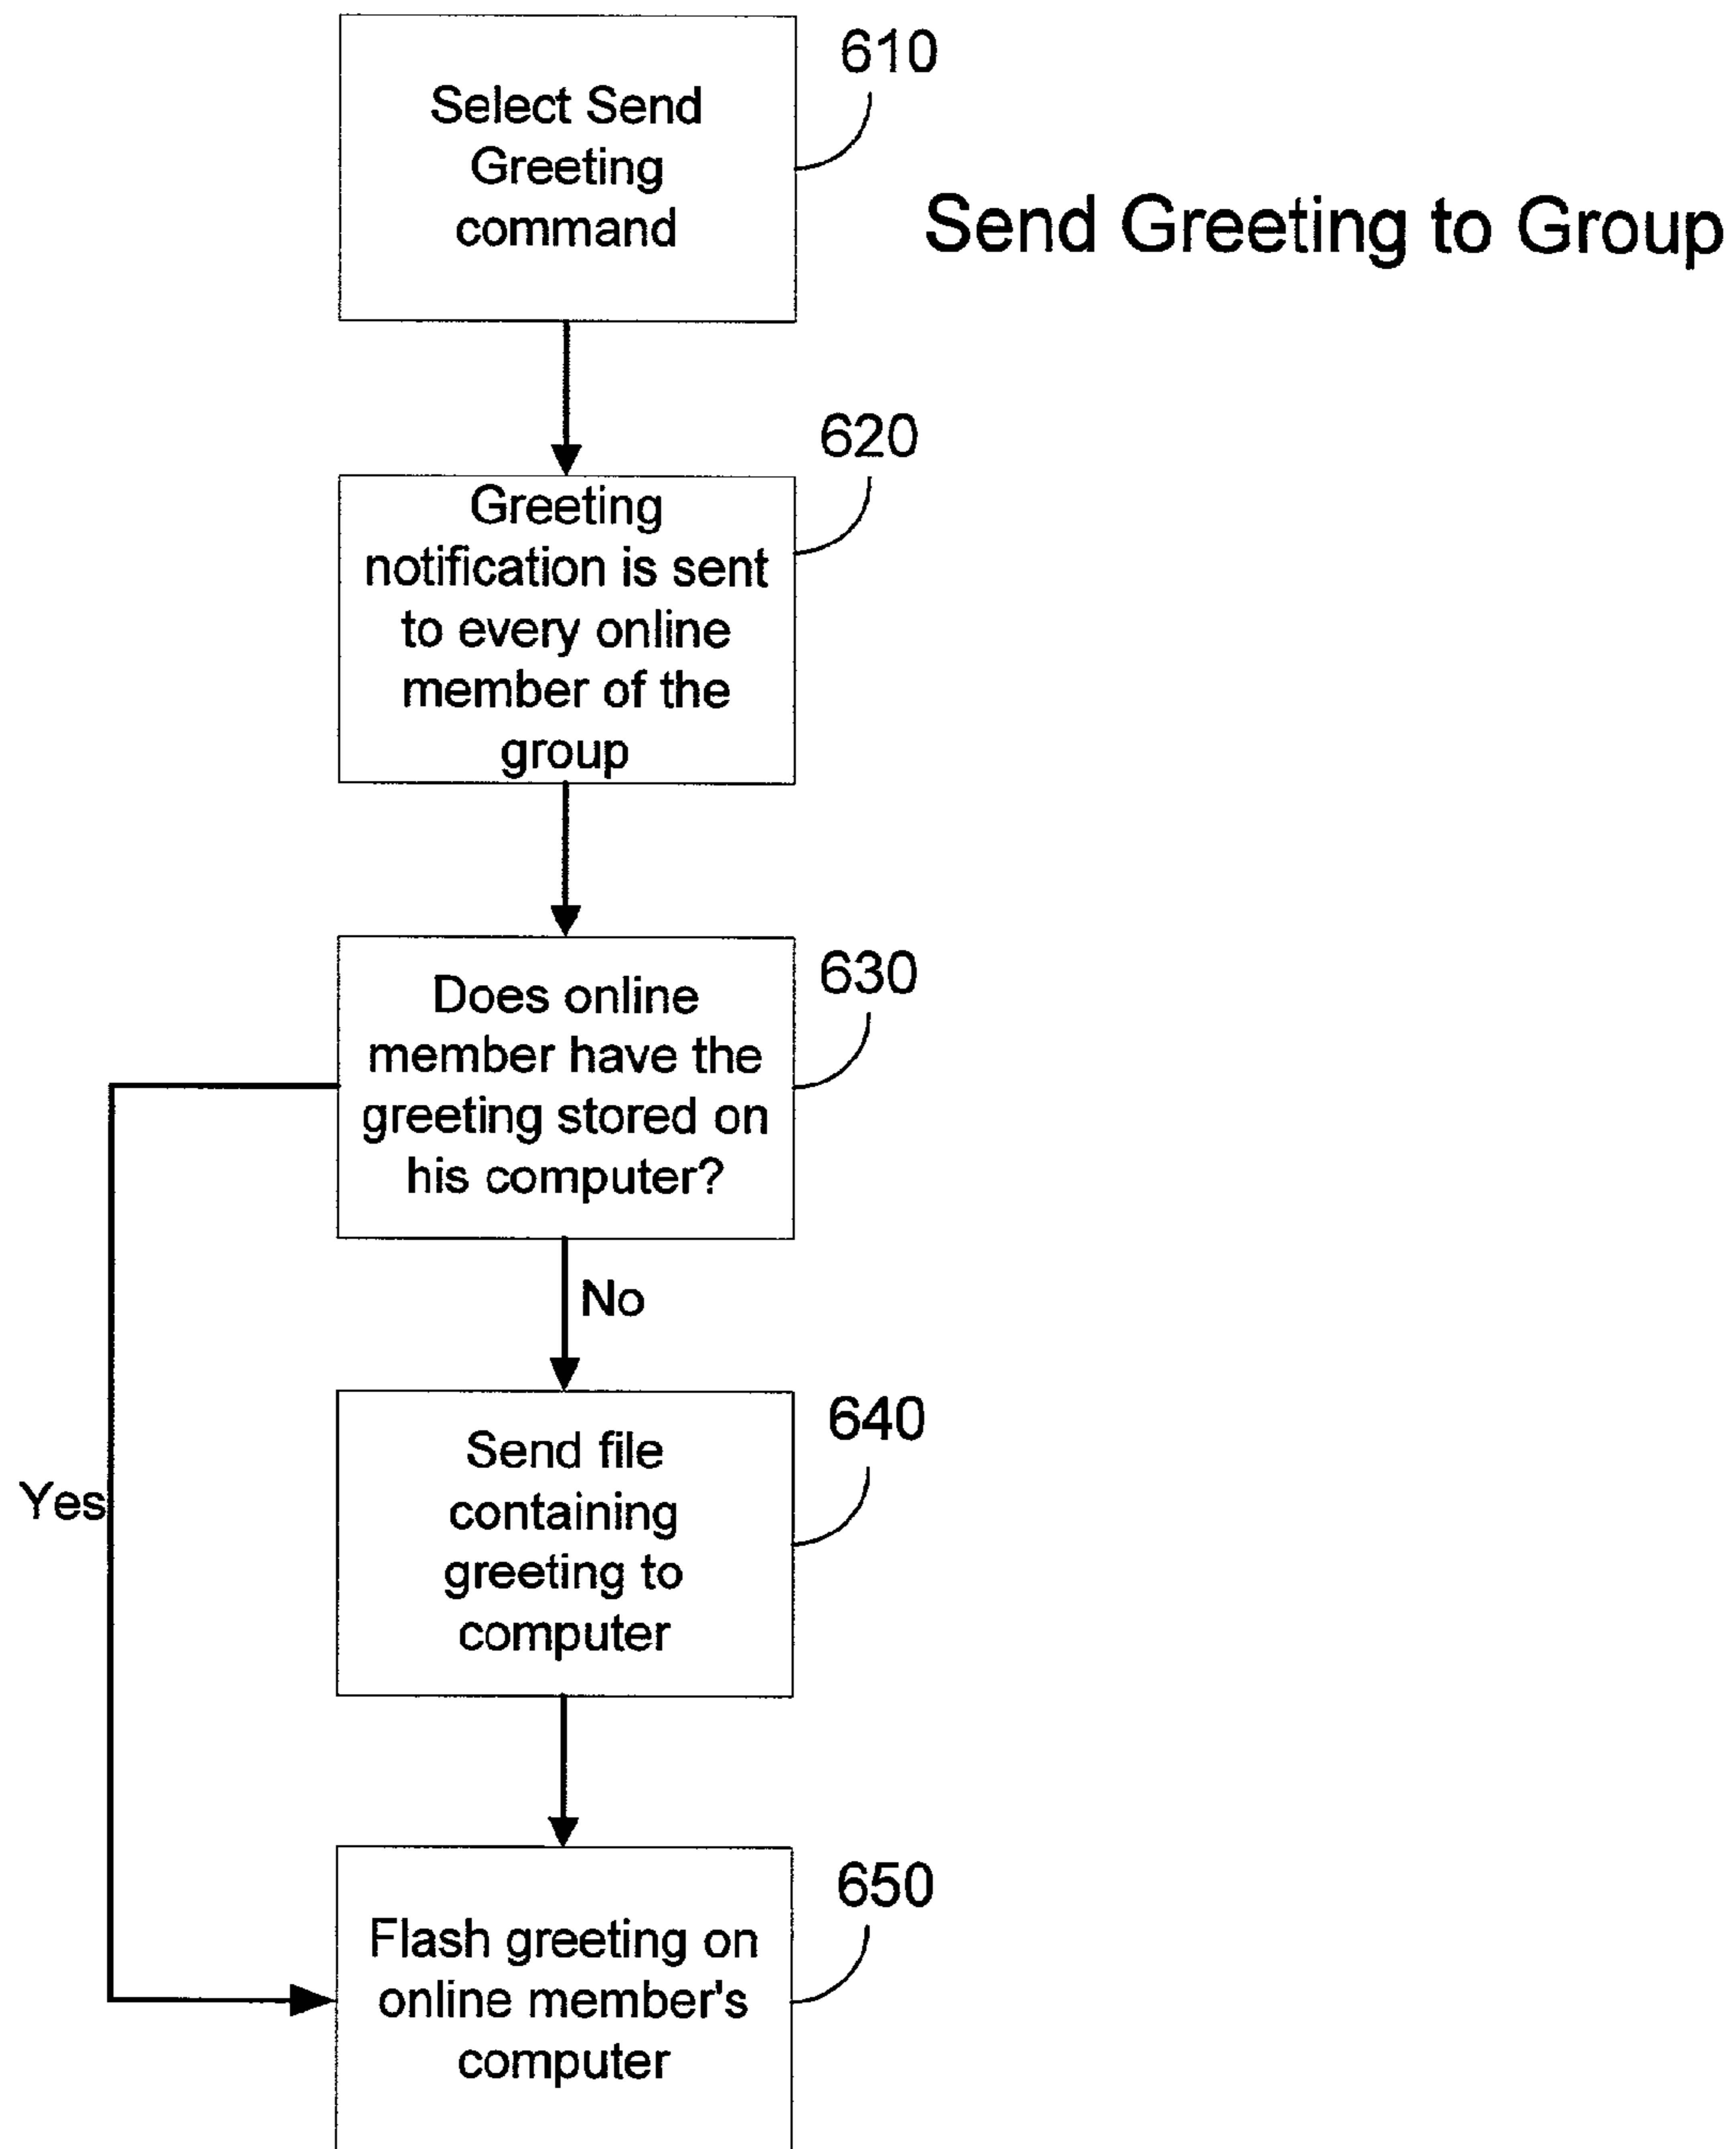 Select Send
Greeting
command
610
Send Greeting to Group
Greeting
notification is sent
to every online
member of the
group
620
Does online
member have the
greeting stored on
his computer?
630
No
Yes
Send file
containing
greeting to
computer
640
Flash greeting on
online member's
computer
650